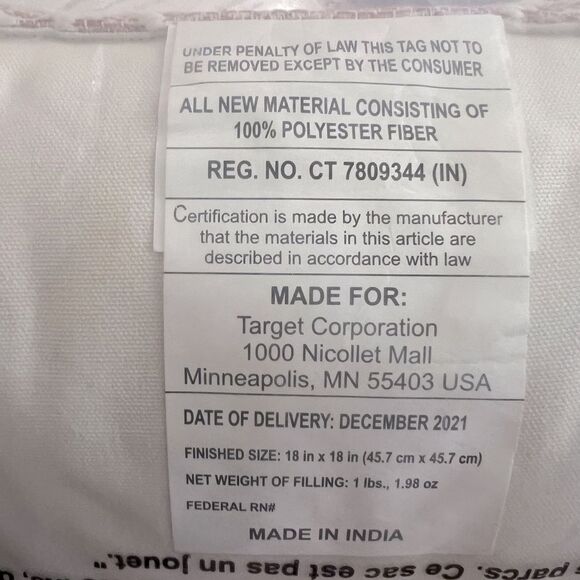 UNDER PENALTY OF LAW THIS TAG NOT TO
BE REMOVED EXCEPT BY THE CONSUMER
ALL NEW MATERIAL CONSISTING OF
100% POLYESTER FIBER
REG. NO. CT 7809344 (IN)
Certification is made by the manufacturer
that the materials in this article are
described in accordance with law
MADE FOR:
Target Corporation
1000 Nicollet Mall
Minneapolis, MN 55403 USA
DATE OF DELIVERY: DECEMBER 2021
FINISHED SIZE: 18 in x 18 in (45.7 cm x 45.7 cm)
NET WEIGHT OF FILLING: 1 lbs., 1.98 oz
FEDERAL RN#
MADE IN INDIA
parcs. Ce sac est pas un jouet."